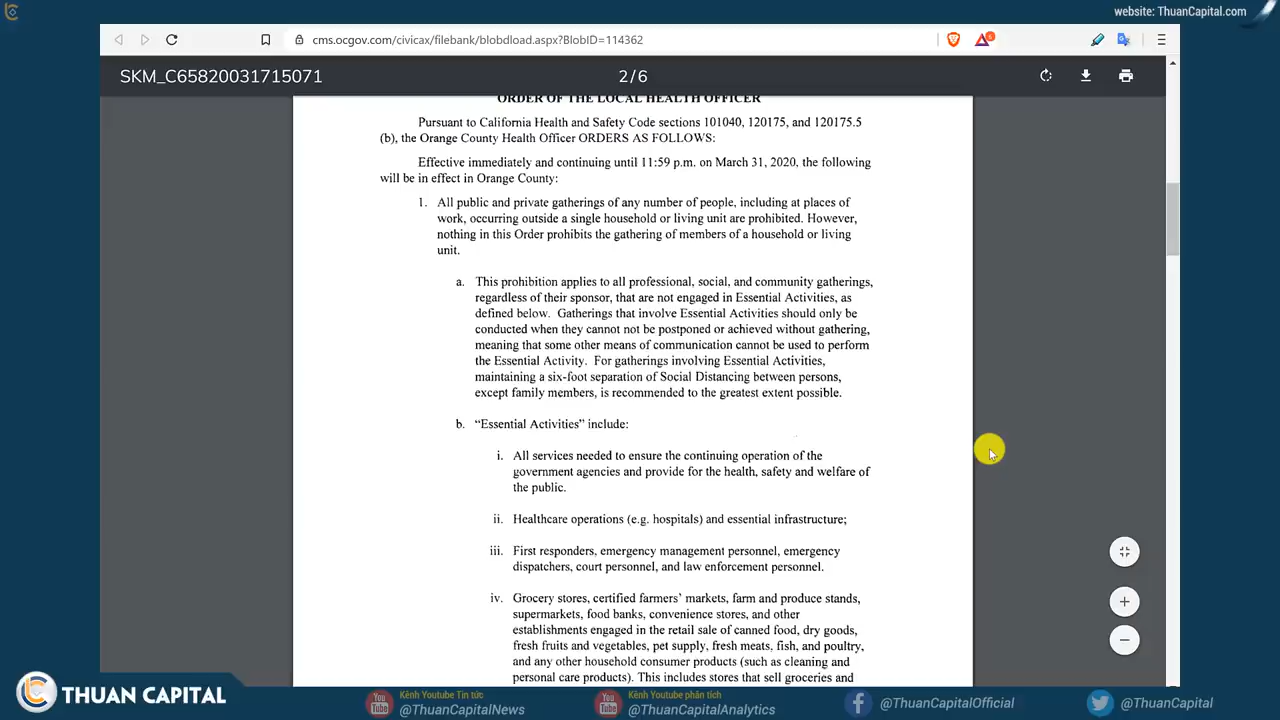 website: ThuanCapital.com
cms.ocgov.com/civicax/filebank/blobdload.aspx?BlobID=114362
SKM_C65820031715071
2/6
ORDER OF THE LOCAL HEALTH OFFICER
Pursuant to California Health and Safety Code sections 101040, 120175, and 120175.5
(b), the Orange County Health Officer ORDERS AS FOLLOWS:
Effective immediately and continuing until 11:59 p.m. on March 31, 2020, the following
will be in effect in Orange County:
1. All public and private gatherings of any number of people, including at places of
work, occurring outside a single household or living unit are prohibited. However,
nothing in this Order prohibits the gathering of members of a household or living
unit.
a. This prohibition applies to all professional, social, and community gatherings,
regardless of their sponsor, that are not engaged in Essential Activities, as
defined below. Gatherings that involve Essential Activities should only be
conducted when they cannot not be postponed or achieved without gathering,
meaning that some other means of communication cannot be used to perform
the Essential Activity. For gatherings involving Essential Activities,
maintaining a six-foot separation of Social Distancing between persons,
except family members, is recommended to the greatest extent possible.
b. “Essential Activities” include:
i. All services needed to ensure the continuing operation of the
government agencies and provide for the health, safety and welfare of
the public.
ii. Healthcare operations (e.g. hospitals) and essential infrastructure;
iii. First responders, emergency management personnel, emergency
dispatchers, court personnel, and law enforcement personnel.
iv. Grocery stores, certified farmers’ markets, farm and produce stands,
supermarkets, food banks, convenience stores, and other
establishments engaged in the retail sale of canned food, dry goods,
fresh fruits and vegetables, pet supply, fresh meats, fish, and poultry,
and any other household consumer products (such as cleaning and
personal care products). This includes stores that sell groceries and
THUAN CAPITAL
You Tube
Kênh Youtube Tin tức
@ThuanCapitalNews
You Tube
Kênh Youtube phân tích
@ThuanCapitalAnalytics
@ThuanCapitalOfficial
@ThuanCapital